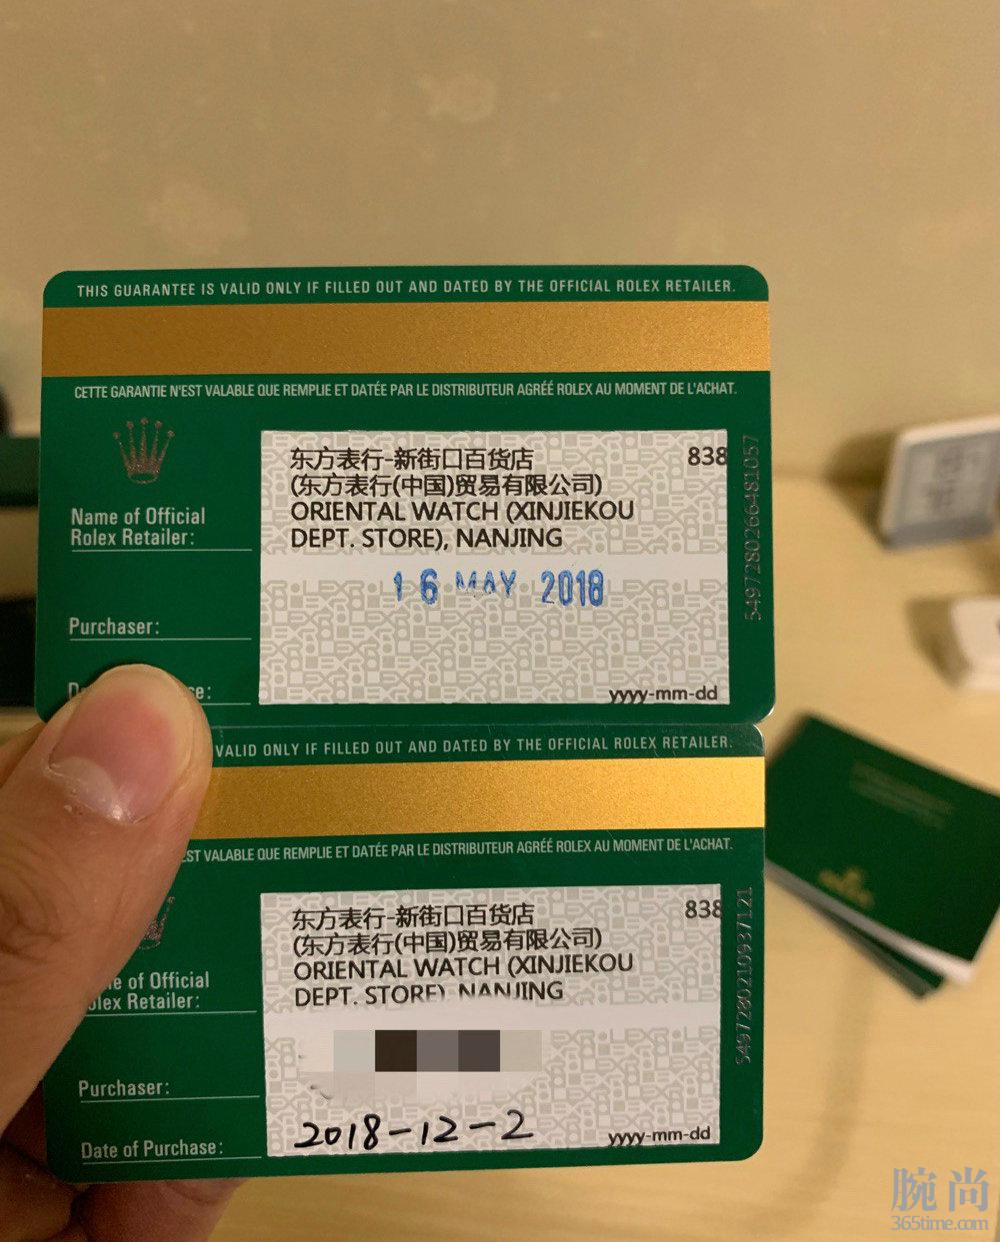 THIS GUARANTEE IS VALID ONLY IF FILLED OUT AND DATED BY THE OFFICIAL ROLEX RETAILER.
CETTE GARANTIE N'EST VALABLE QUE REMPLIE ET DATÉE PAR LE DISTRIBUTEUR AGRÉÉ ROLEX AU MOMENT DE L'ACHAT.
东方表行-新街口百货店 838
(东方表行(中国)贸易有限公司)
ORIENTAL WATCH (XINJIEKOU
DEPT. STORE), NANJING
Name of Official
Rolex Retailer:
5497280266481057
16 MAY 2018
Purchaser:
yyyy-mm-dd
VALID ONLY IF FILLED OUT AND DATED BY THE OFFICIAL ROLEX RETAILER.
EST VALABLE QUE REMPLIE ET DATÉE PAR LE DISTRIBUTEUR AGRÉÉ ROLEX AU MOMENT DE L'ACHAT.
东方表行-新街口百货店 838
(东方表行(中国)贸易有限公司)
ORIENTAL WATCH (XINJIEKOU
DEPT. STORE), NANJING
of Official
Retailer:
5497280210937121
Purchaser:
Date of Purchase:
2018-12-2
yyyy-mm-dd
腕尚
365time.com